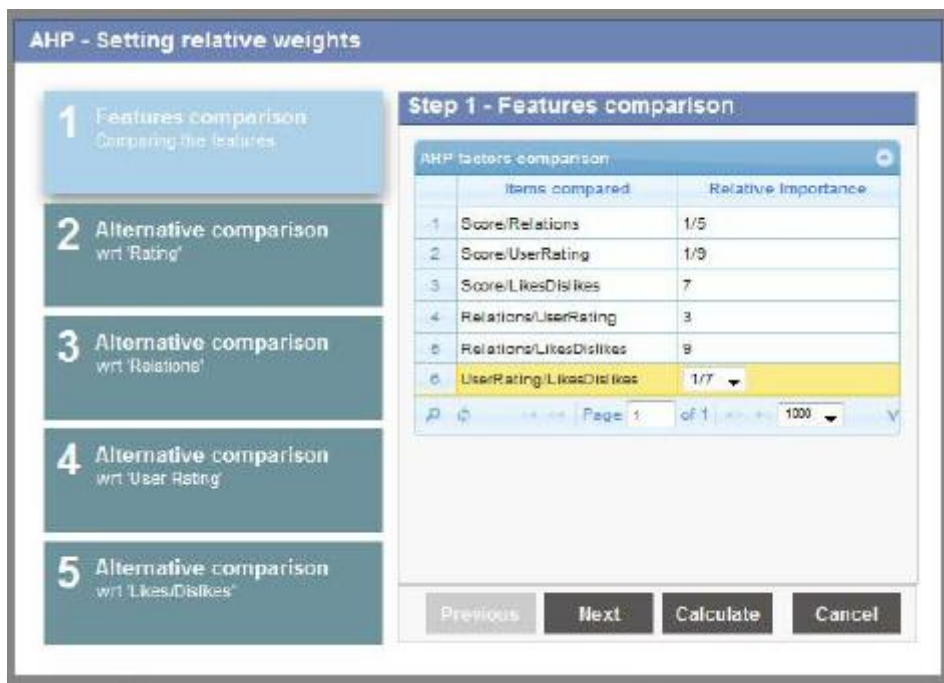 AHP - Setting relative weights
1 Features comparison
Comparing the features
2 Alternative comparison
wrt 'Rating'
3 Alternative comparison
wrt 'Relations'
4 Alternative comparison
wrt 'User Rating'
5 Alternative comparison
wrt 'Likes/Dislikes'
Step 1 - Features comparison
AHP factors comparison
Items compared Relative Importance
1 Score/Relations 1/5
2 Score/UserRating 1/9
3 Score/LikesDislikes 7
4 Relations/UserRating 3
5 Relations/LikesDislikes 9
6 UserRating/LikesDislikes 1/7
Page 1 of 1 1000
Previous Next Calculate Cancel